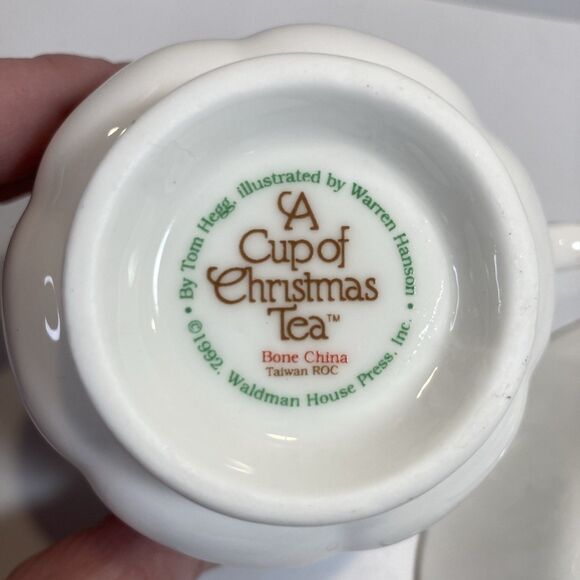 • By Tom Hegg, illustrated by Warren Hanson •
A
Cup of
Christmas
Tea™
Bone China
Taiwan ROC
©1992. Waldman House Press, Inc.